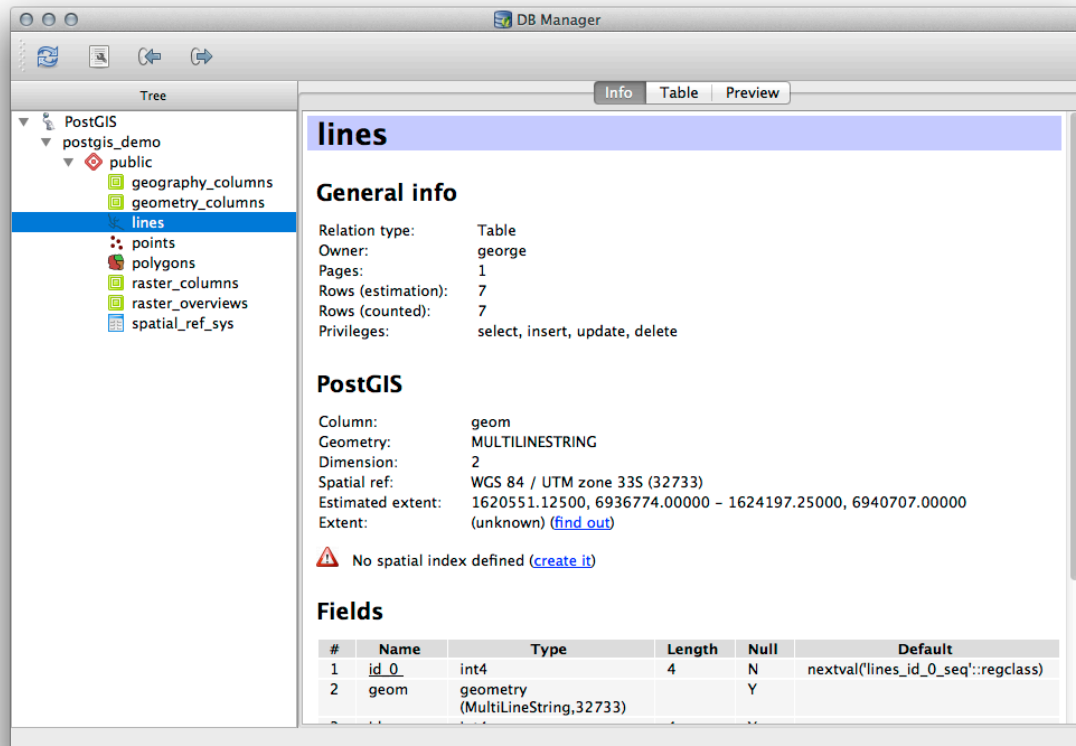 DB Manager
Tree
Info Table Preview
PostGIS
postgis_demo
public
geography_columns
geometry_columns
lines
points
polygons
raster_columns
raster_overviews
spatial_ref_sys
lines
General info
Relation type: Table
Owner: george
Pages: 1
Rows (estimation): 7
Rows (counted): 7
Privileges: select, insert, update, delete
PostGIS
Column: geom
Geometry: MULTILINESTRING
Dimension: 2
Spatial ref: WGS 84 / UTM zone 33S (32733)
Estimated extent: 1620551.12500, 6936774.00000 - 1624197.25000, 6940707.00000
Extent: (unknown) (find out)
No spatial index defined (create it)
Fields
# Name Type Length Null Default
1 id_0 int4 4 N nextval('lines_id_0_seq'::regclass)
2 geom geometry Y
(MultiLineString,32733)